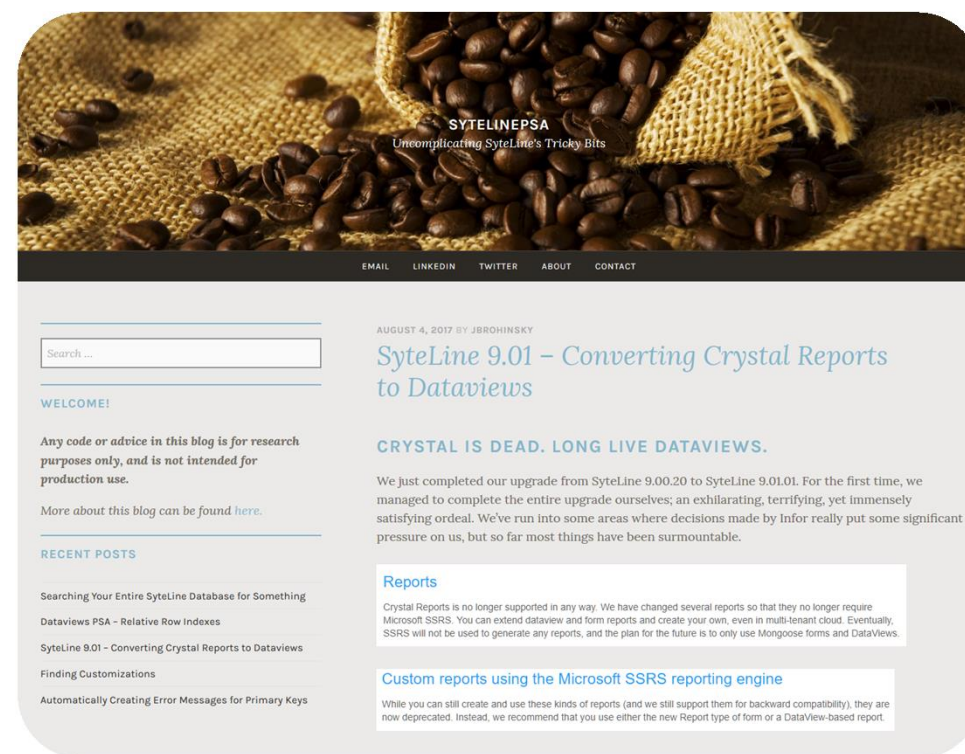 SYTELINEPSA
Uncomplicating SyteLine's Tricky Bits
EMAIL LINKEDIN TWITTER ABOUT CONTACT
Search ...
WELCOME!
Any code or advice in this blog is for research
purposes only, and is not intended for
production use.
More about this blog can be found here.
RECENT POSTS
Searching Your Entire SyteLine Database for Something
Dataviews PSA – Relative Row Indexes
SyteLine 9.01 – Converting Crystal Reports to Dataviews
Finding Customizations
Automatically Creating Error Messages for Primary Keys
AUGUST 4, 2017 BY JBROHINSKY
SyteLine 9.01 – Converting Crystal Reports
to Dataviews
CRYSTAL IS DEAD. LONG LIVE DATAVIEWS.
We just completed our upgrade from SyteLine 9.00.20 to SyteLine 9.01.01. For the first time, we
managed to complete the entire upgrade ourselves; an exhilarating, terrifying, yet immensely
satisfying ordeal. We've run into some areas where decisions made by Infor really put some significant
pressure on us, but so far most things have been surmountable.
Reports
Crystal Reports is no longer supported in any way. We have changed several reports so that they no longer require
Microsoft SSRS. You can extend dataview and form reports and create your own, even in multi-tenant cloud. Eventually,
SSRS will not be used to generate any reports, and the plan for the future is to only use Mongoose forms and DataViews.
Custom reports using the Microsoft SSRS reporting engine
While you can still create and use these kinds of reports (and we still support them for backward compatibility), they are
now deprecated. Instead, we recommend that you use either the new Report type of form or a DataView-based report.